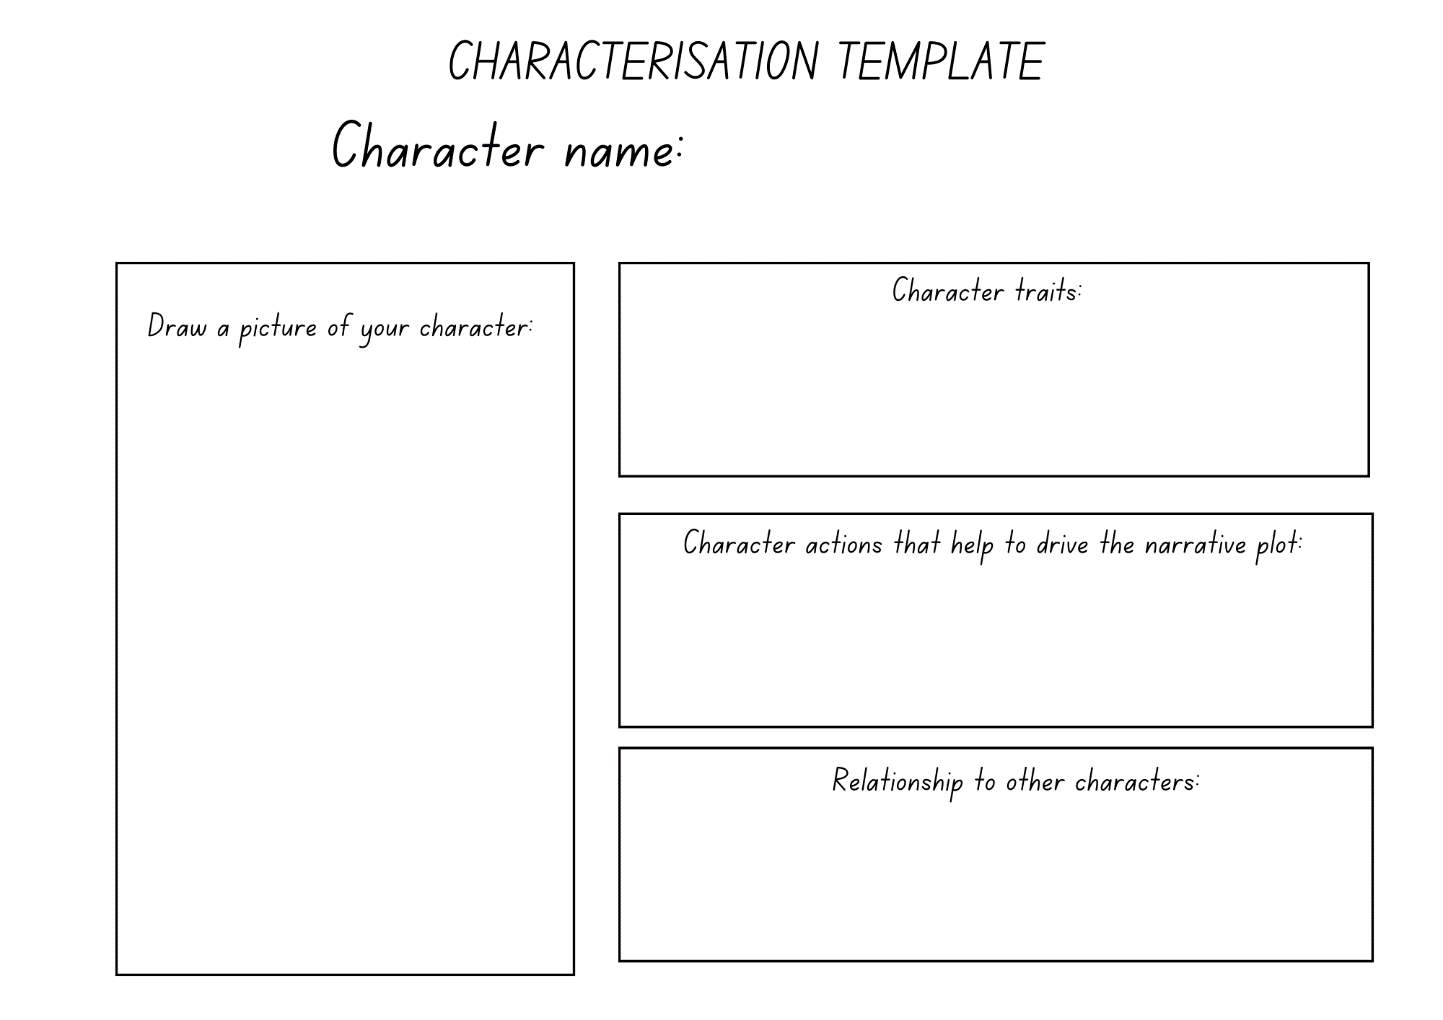 CHARACTERISATION TEMPLATE
Character name:
Draw a picture of your character:
Character traits:
Character actions that help to drive the narrative plot:
Relationship to other characters: